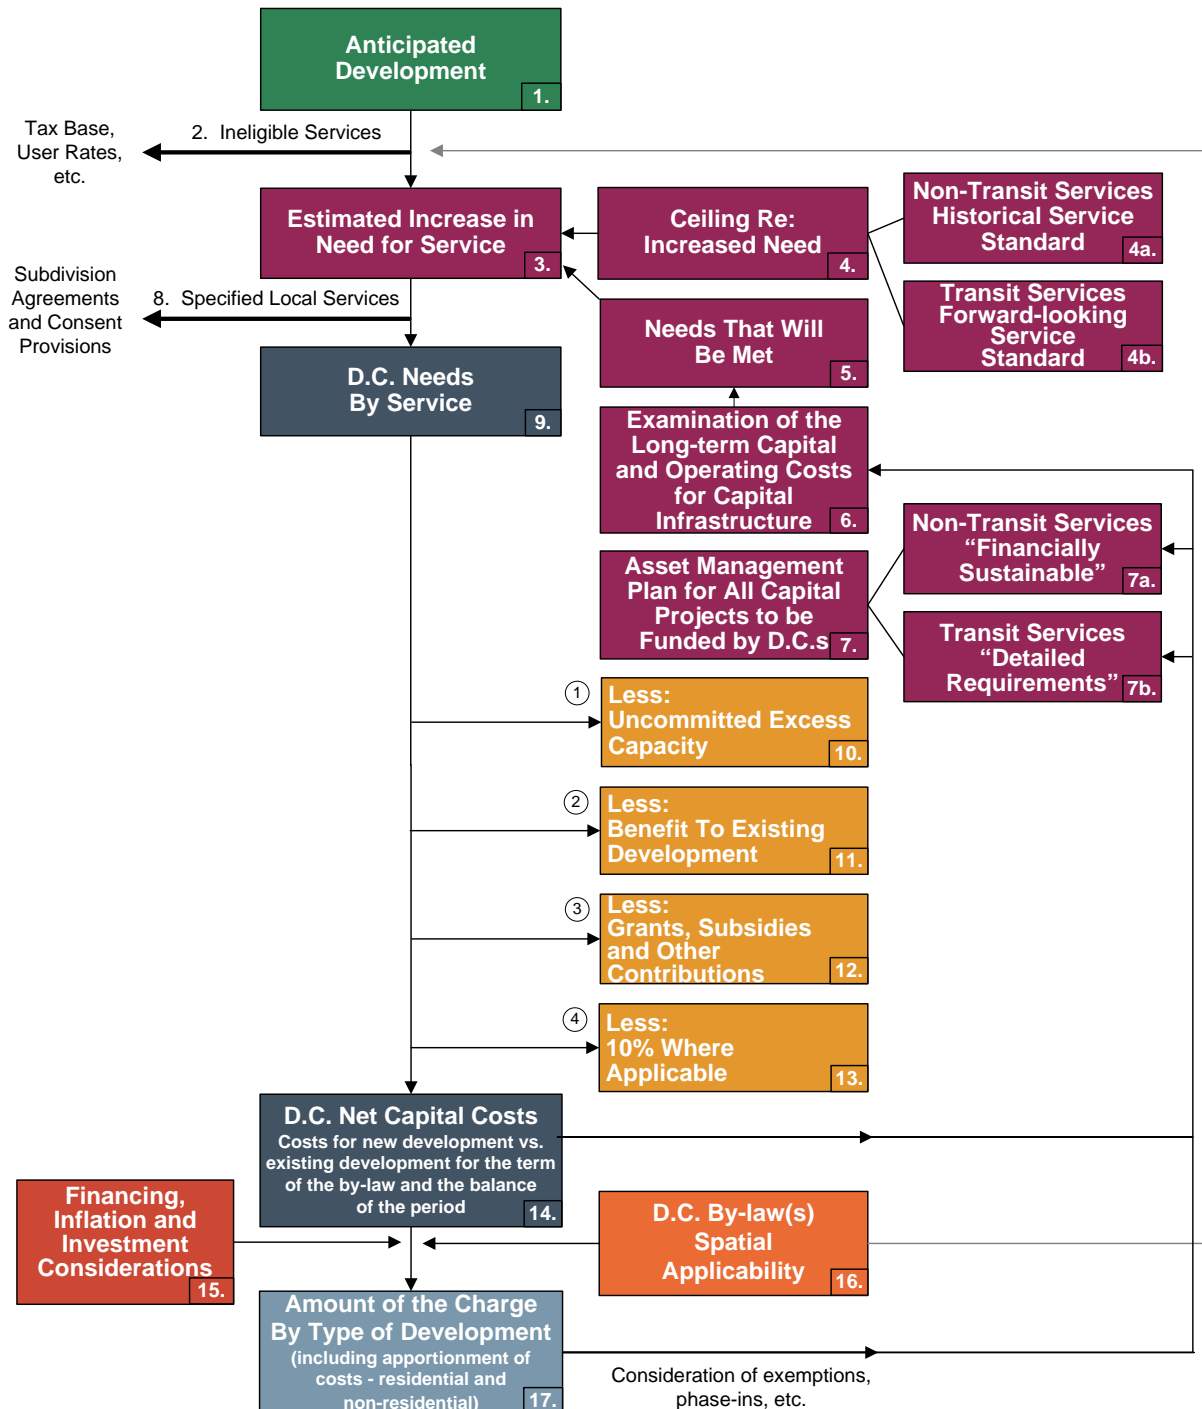 Anticipated
Development
1.
Tax Base,
User Rates,
etc.
2.  Ineligible Services
Estimated Increase in
Need for Service
3.
Ceiling Re:
Increased Need
4.
Non-Transit Services
Historical Service
Standard
4a.
Transit Services
Forward-looking
Service
Standard
4b.
Subdivision
Agreements
and Consent
Provisions
8.  Specified Local Services
Needs That Will
Be Met
5.
D.C. Needs
By Service
9.
Examination of the
Long-term Capital
and Operating Costs
for Capital
Infrastructure
6.
Non-Transit Services
“Financially
Sustainable”
7a.
Asset Management
Plan for All Capital
Projects to be
Funded by D.C.s
7.
Transit Services
“Detailed
Requirements”
7b.
1
Less:
Uncommitted Excess
Capacity
10.
2
Less:
Benefit To Existing
Development
11.
3
Less:
Grants, Subsidies
and Other
Contributions
12.
4
Less:
10% Where
Applicable
13.
D.C. Net Capital Costs
Costs for new development vs.
existing development for the term
of the by-law and the balance
of the period
14.
Financing,
Inflation and
Investment
Considerations
15.
D.C. By-law(s)
Spatial
Applicability
16.
Amount of the Charge
By Type of Development
(including apportionment of
costs - residential and
non-residential)
17.
Consideration of exemptions,
phase-ins, etc.